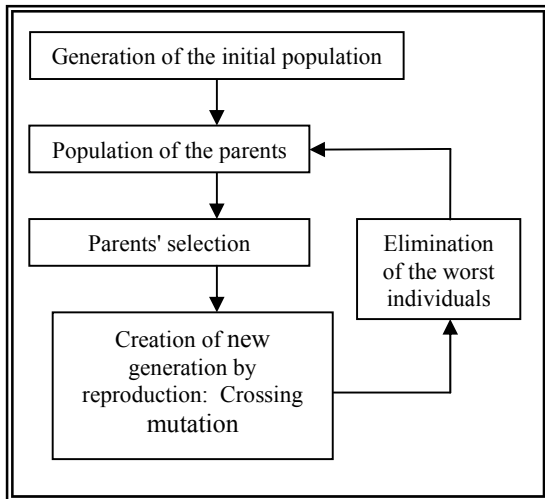 Generation of the initial population
Population of the parents
Parents' selection
Elimination
of the worst
individuals
Creation of new
generation by
reproduction: Crossing
mutation